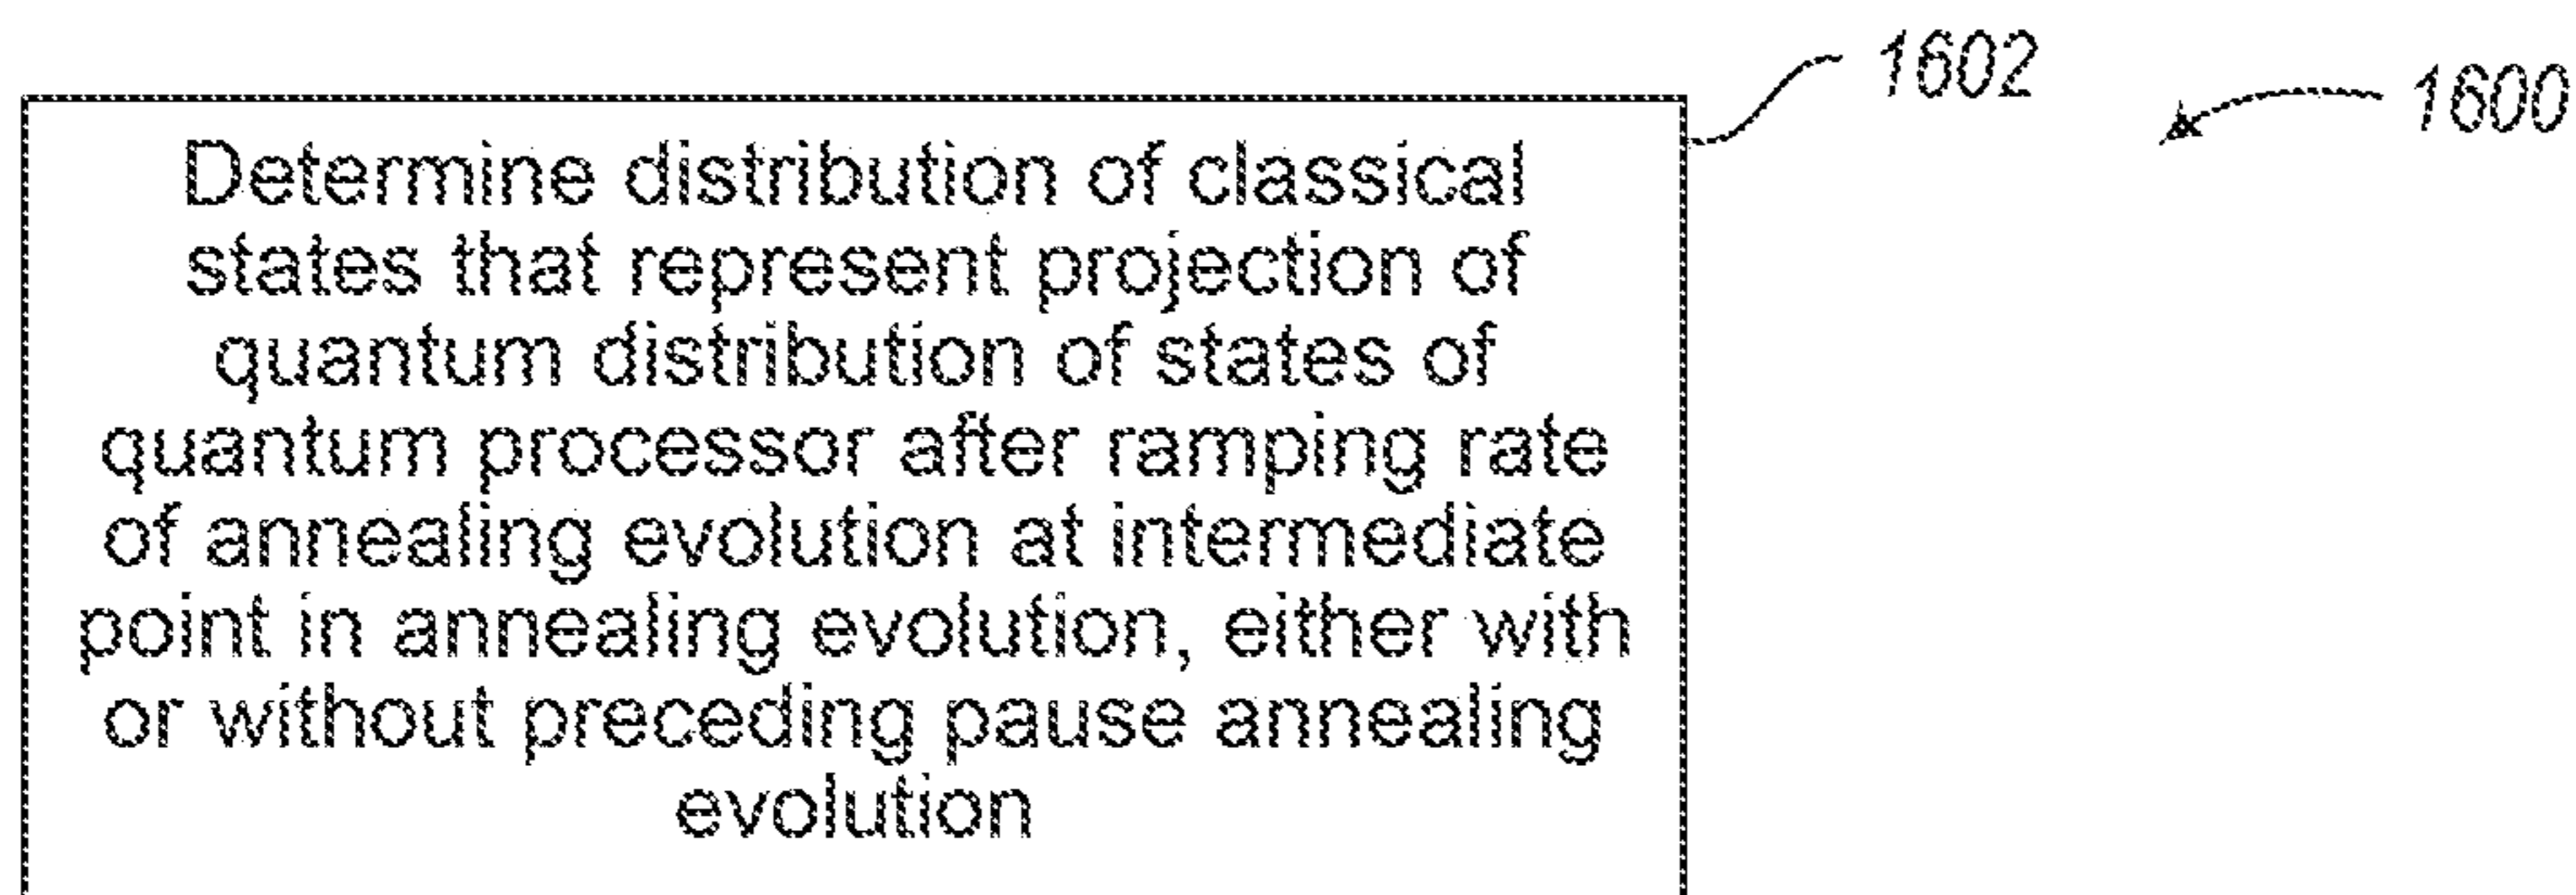 1602
1600
Determine distribution of classical
states that represent projection of
quantum distribution of states of
quantum processor after ramping rate
of annealing evolution at intermediate
point in annealing evolution, either with
or without preceding pause annealing
evolution